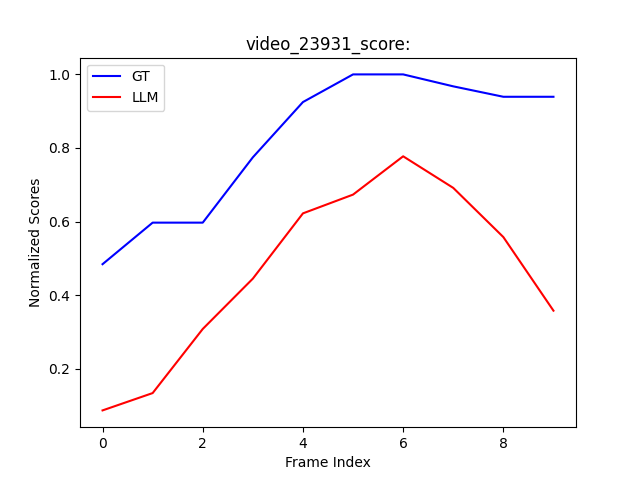 video_23931_score:
GT
LLM
Normalized Scores
1.0
0.8
0.6
0.4
0.2
0 2 4 6 8
Frame Index